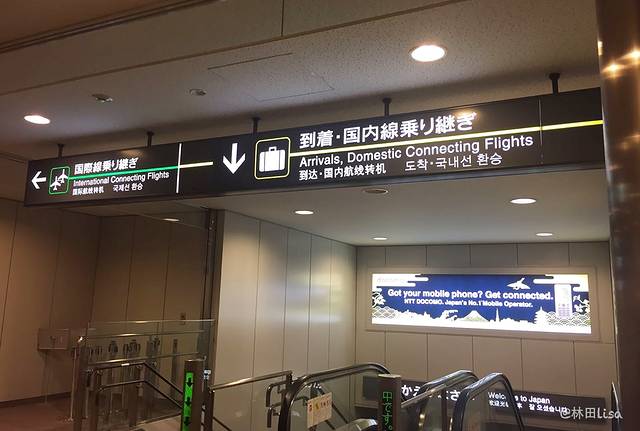 国際線乗り継ぎ
International Connecting Flights
国际航线转机 국제선 환승
到着・国内線乗り継ぎ
Arrivals, Domestic Connecting Flights
到达・国内航线转机 도착・국내선 환승
Got your mobile phone? Get connected.
NTT DOCOMO. Japan's No.1 Mobile Operator.
Welcome to Japan
中です。
@林田Lisa